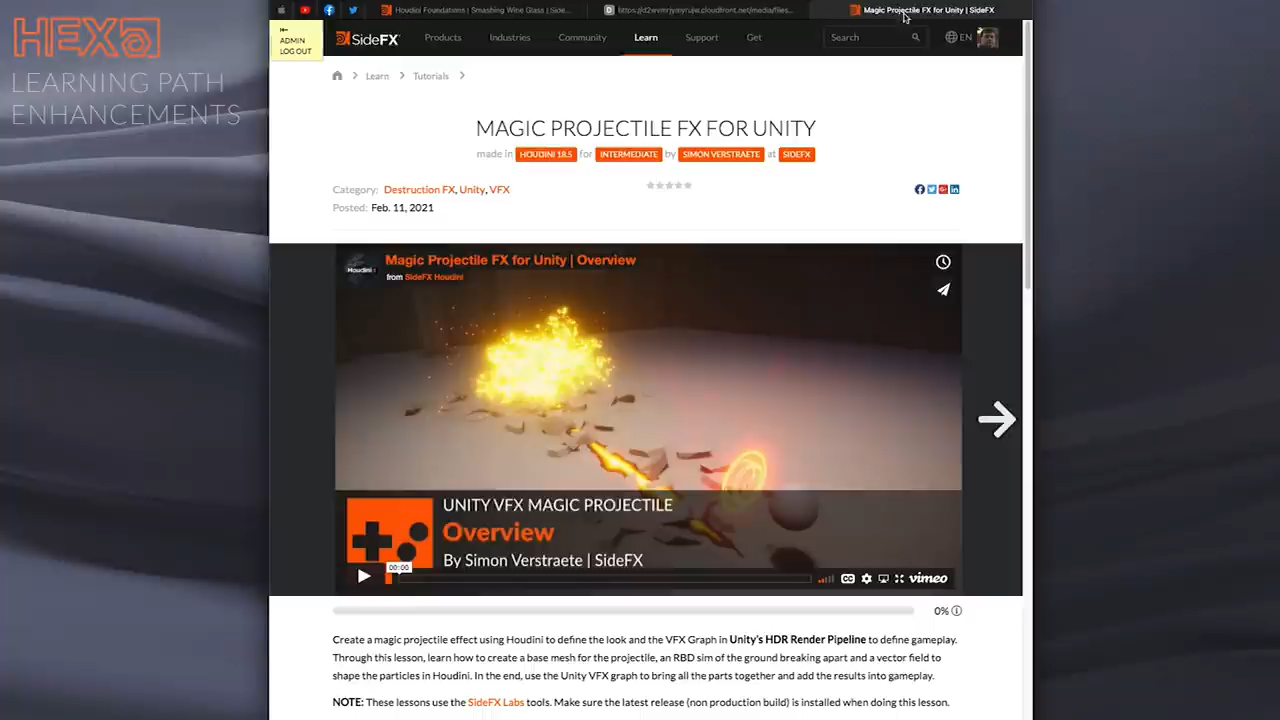 HEXA
LEARNING PATH
ENHANCEMENTS
Houdini Foundations | Smashing Wine Glass | Side...
Magic Projectile FX for Unity | SideFX
ADMIN
LOG OUT
SideFX
Products
Industries
Community
Learn
Support
Get
Search
EN
Learn
Tutorials
MAGIC PROJECTILE FX FOR UNITY
made in HOUDINI 18.5 for INTERMEDIATE by SIMON VERSTRAETE at SIDEFX
Category: Destruction FX, Unity, VFX
Posted: Feb. 11, 2021
Magic Projectile FX for Unity | Overview
from SideFX Houdini
Houdini
UNITY VFX MAGIC PROJECTILE
Overview
By Simon Verstraete | SideFX
00:00
CC
vimeo
0%
Create a magic projectile effect using Houdini to define the look and the VFX Graph in Unity's HDR Render Pipeline to define gameplay.
Through this lesson, learn how to create a base mesh for the projectile, an RBD sim of the ground breaking apart and a vector field to
shape the particles in Houdini. In the end, use the Unity VFX graph to bring all the parts together and add the results into gameplay.
NOTE: These lessons use the SideFX Labs tools. Make sure the latest release (non production build) is installed when doing this lesson.